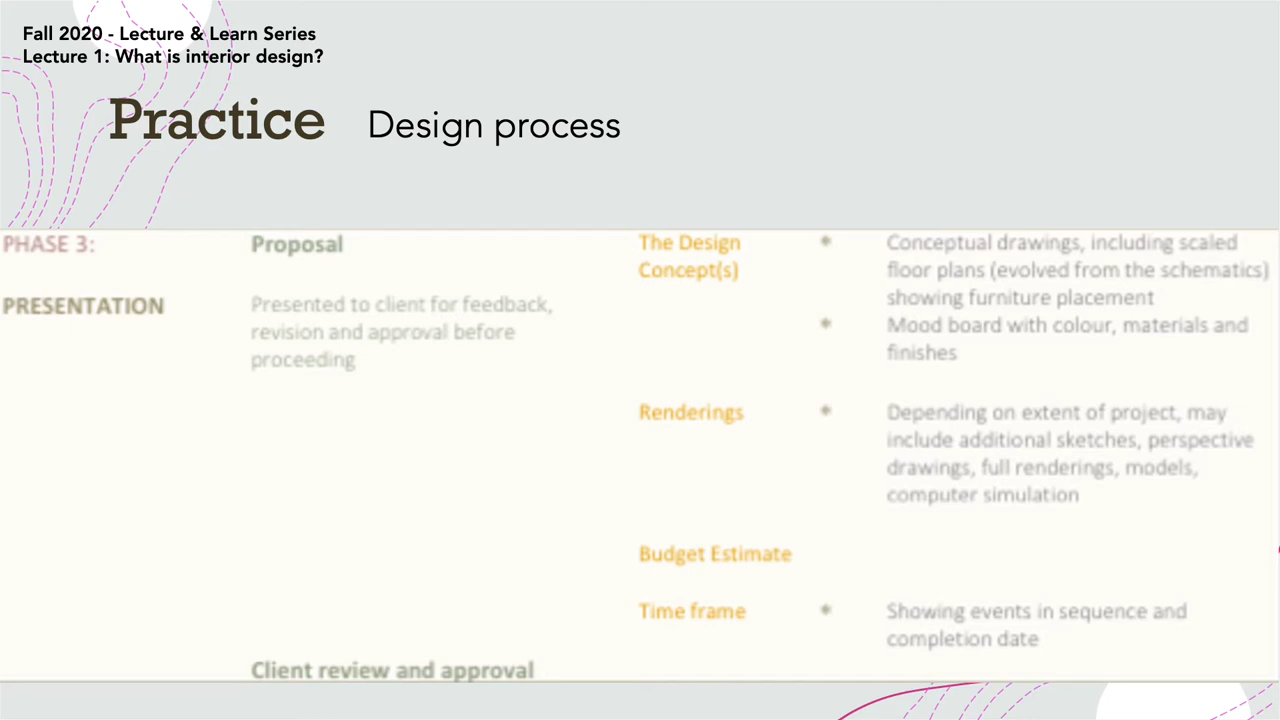 Fall 2020 - Lecture & Learn Series
Lecture 1: What is interior design?
Practice Design process
PHASE 3:
PRESENTATION
Proposal
Presented to client for feedback,
revision and approval before
proceeding
Client review and approval
The Design
Concept(s)
Conceptual drawings, including scaled
floor plans (evolved from the schematics)
showing furniture placement
Mood board with colour, materials and
finishes
Renderings
Depending on extent of project, may
include additional sketches, perspective
drawings, full renderings, models,
computer simulation
Budget Estimate
Time frame
Showing events in sequence and
completion date